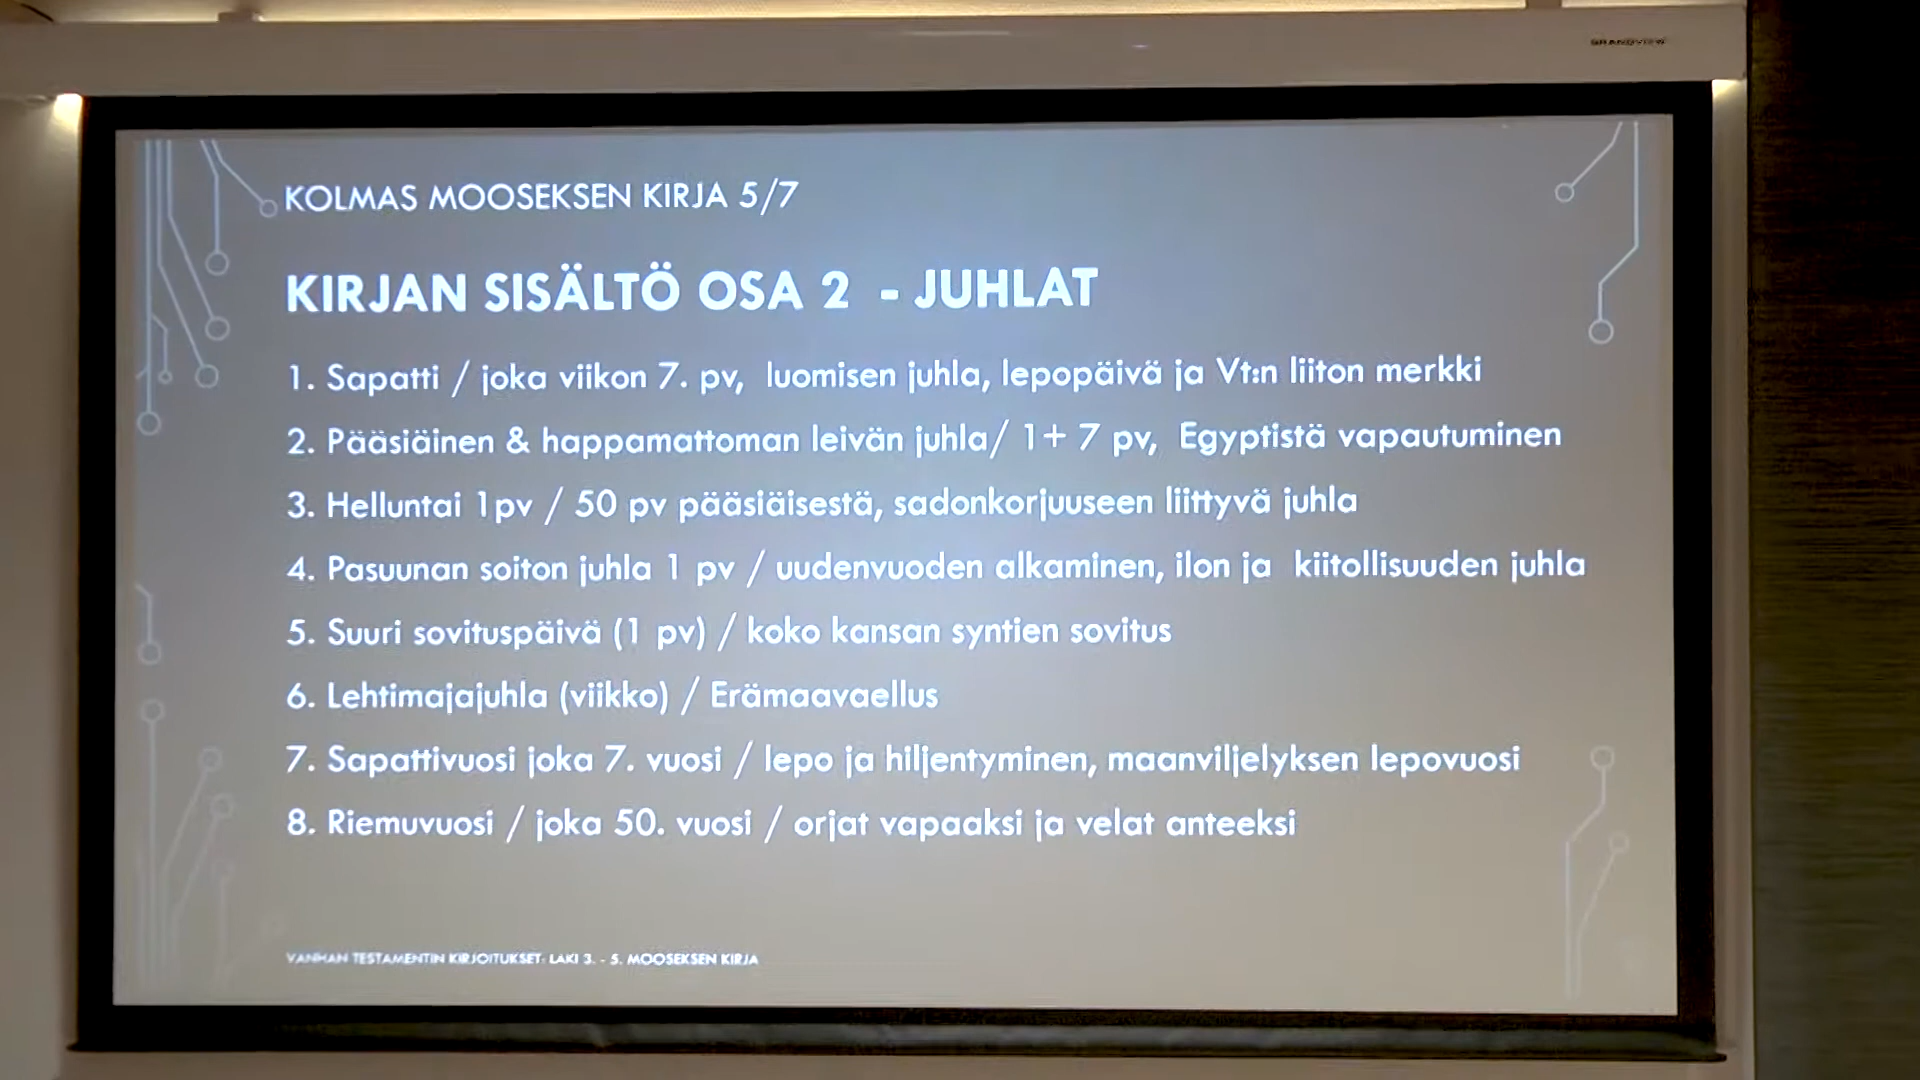 GRANDVIEW
KOLMAS MOOSEKSEN KIRJA 5/7
KIRJAN SISÄLTÖ OSA 2 - JUHLAT
1. Sapatti / joka viikon 7. pv, luomisen juhla, lepopäivä ja Vt:n liiton merkki
2. Pääsiäinen & happamattoman leivän juhla/ 1+ 7 pv, Egyptistä vapautuminen
3. Helluntai 1pv / 50 pv pääsiäisestä, sadonkorjuuseen liittyvä juhla
4. Pasuunan soiton juhla 1 pv / uudenvuoden alkaminen, ilon ja kiitollisuuden juhla
5. Suuri sovituspäivä (1 pv) / koko kansan syntien sovitus
6. Lehtimajajuhla (viikko) / Erämaavaellus
7. Sapattivuosi joka 7. vuosi / lepo ja hiljentyminen, maanviljelyksen lepovuosi
8. Riemuvuosi / joka 50. vuosi / orjat vapaaksi ja velat anteeksi
VANHAN TESTAMENTIN KIRJOITUKSET: LAKI 3. - 5. MOOSEKSEN KIRJA